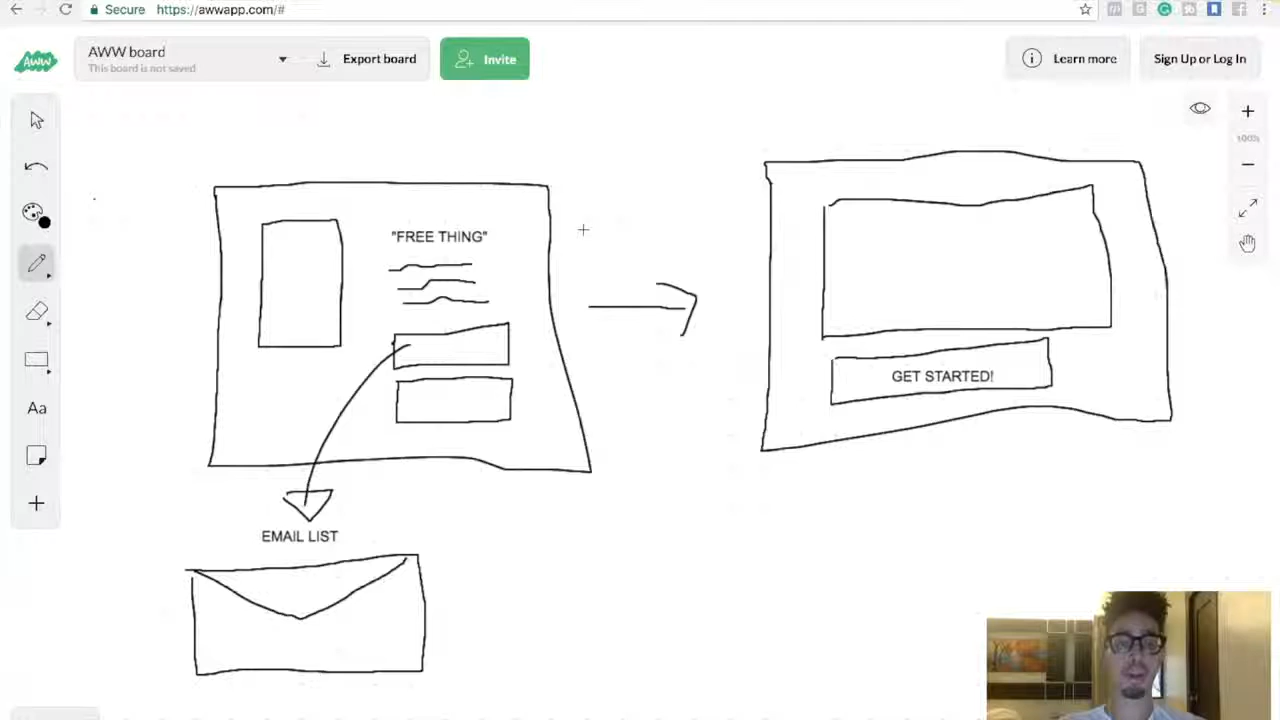 Secure https://awwapp.com/#
AWW
AWW board
This board is not saved
Export board
Invite
Learn more
Sign Up or Log In
100%
Aa
"FREE THING"
GET STARTED!
EMAIL LIST